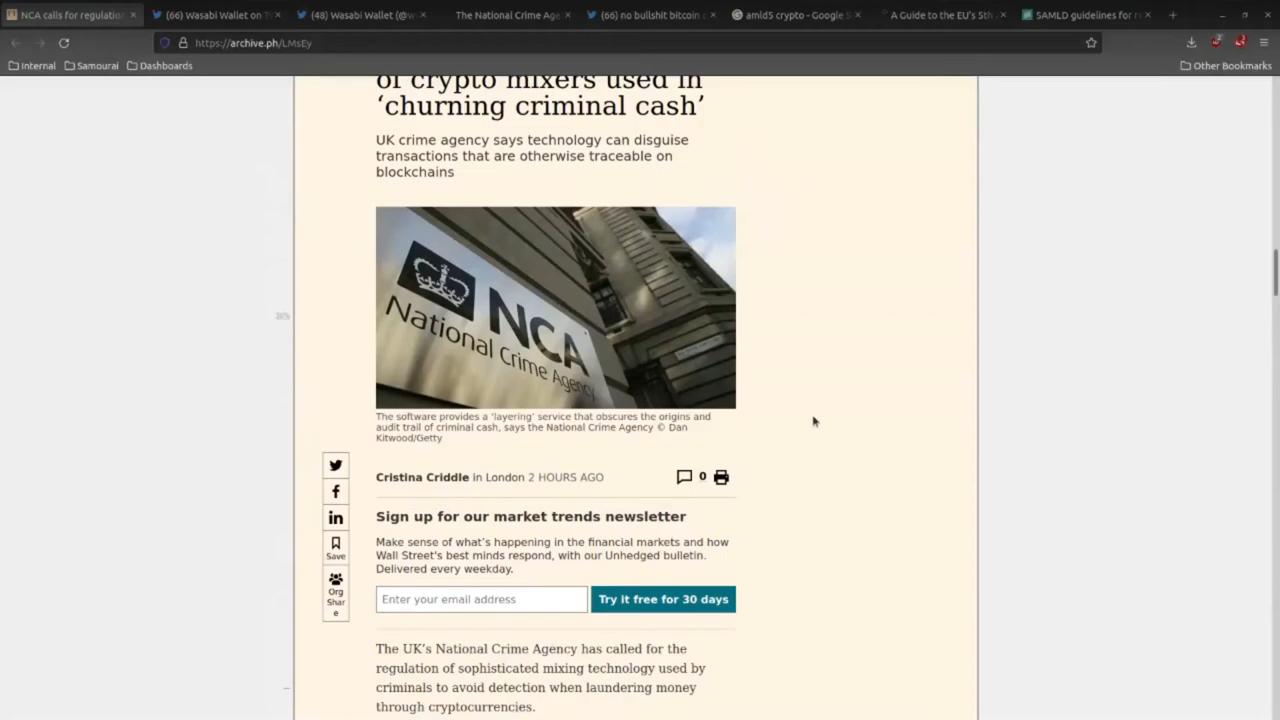 NCA calls for regulatio
(66) Wasabi Wallet on T
(48) Wasabi Wallet (@w
The National Crime Age
(66) no bullshit bitcoin
amld5 crypto - Google S
A Guide to the EU's 5th
5AMLD guidelines for r
https://archive.ph/LMsEy
Internal
Samourai
Dashboards
Other Bookmarks
of crypto mixers used in
‘churning criminal cash’
UK crime agency says technology can disguise
transactions that are otherwise traceable on
blockchains
NCA
National Crime Agency
The software provides a ‘layering’ service that obscures the origins and
audit trail of criminal cash, says the National Crime Agency © Dan
Kitwood/Getty
Cristina Criddle in London 2 HOURS AGO
0
Sign up for our market trends newsletter
Make sense of what’s happening in the financial markets and how
Wall Street's best minds respond, with our Unhedged bulletin.
Delivered every weekday.
Enter your email address
Try it free for 30 days
Save
Org
Shar
e
The UK’s National Crime Agency has called for the
regulation of sophisticated mixing technology used by
criminals to avoid detection when laundering money
through cryptocurrencies.